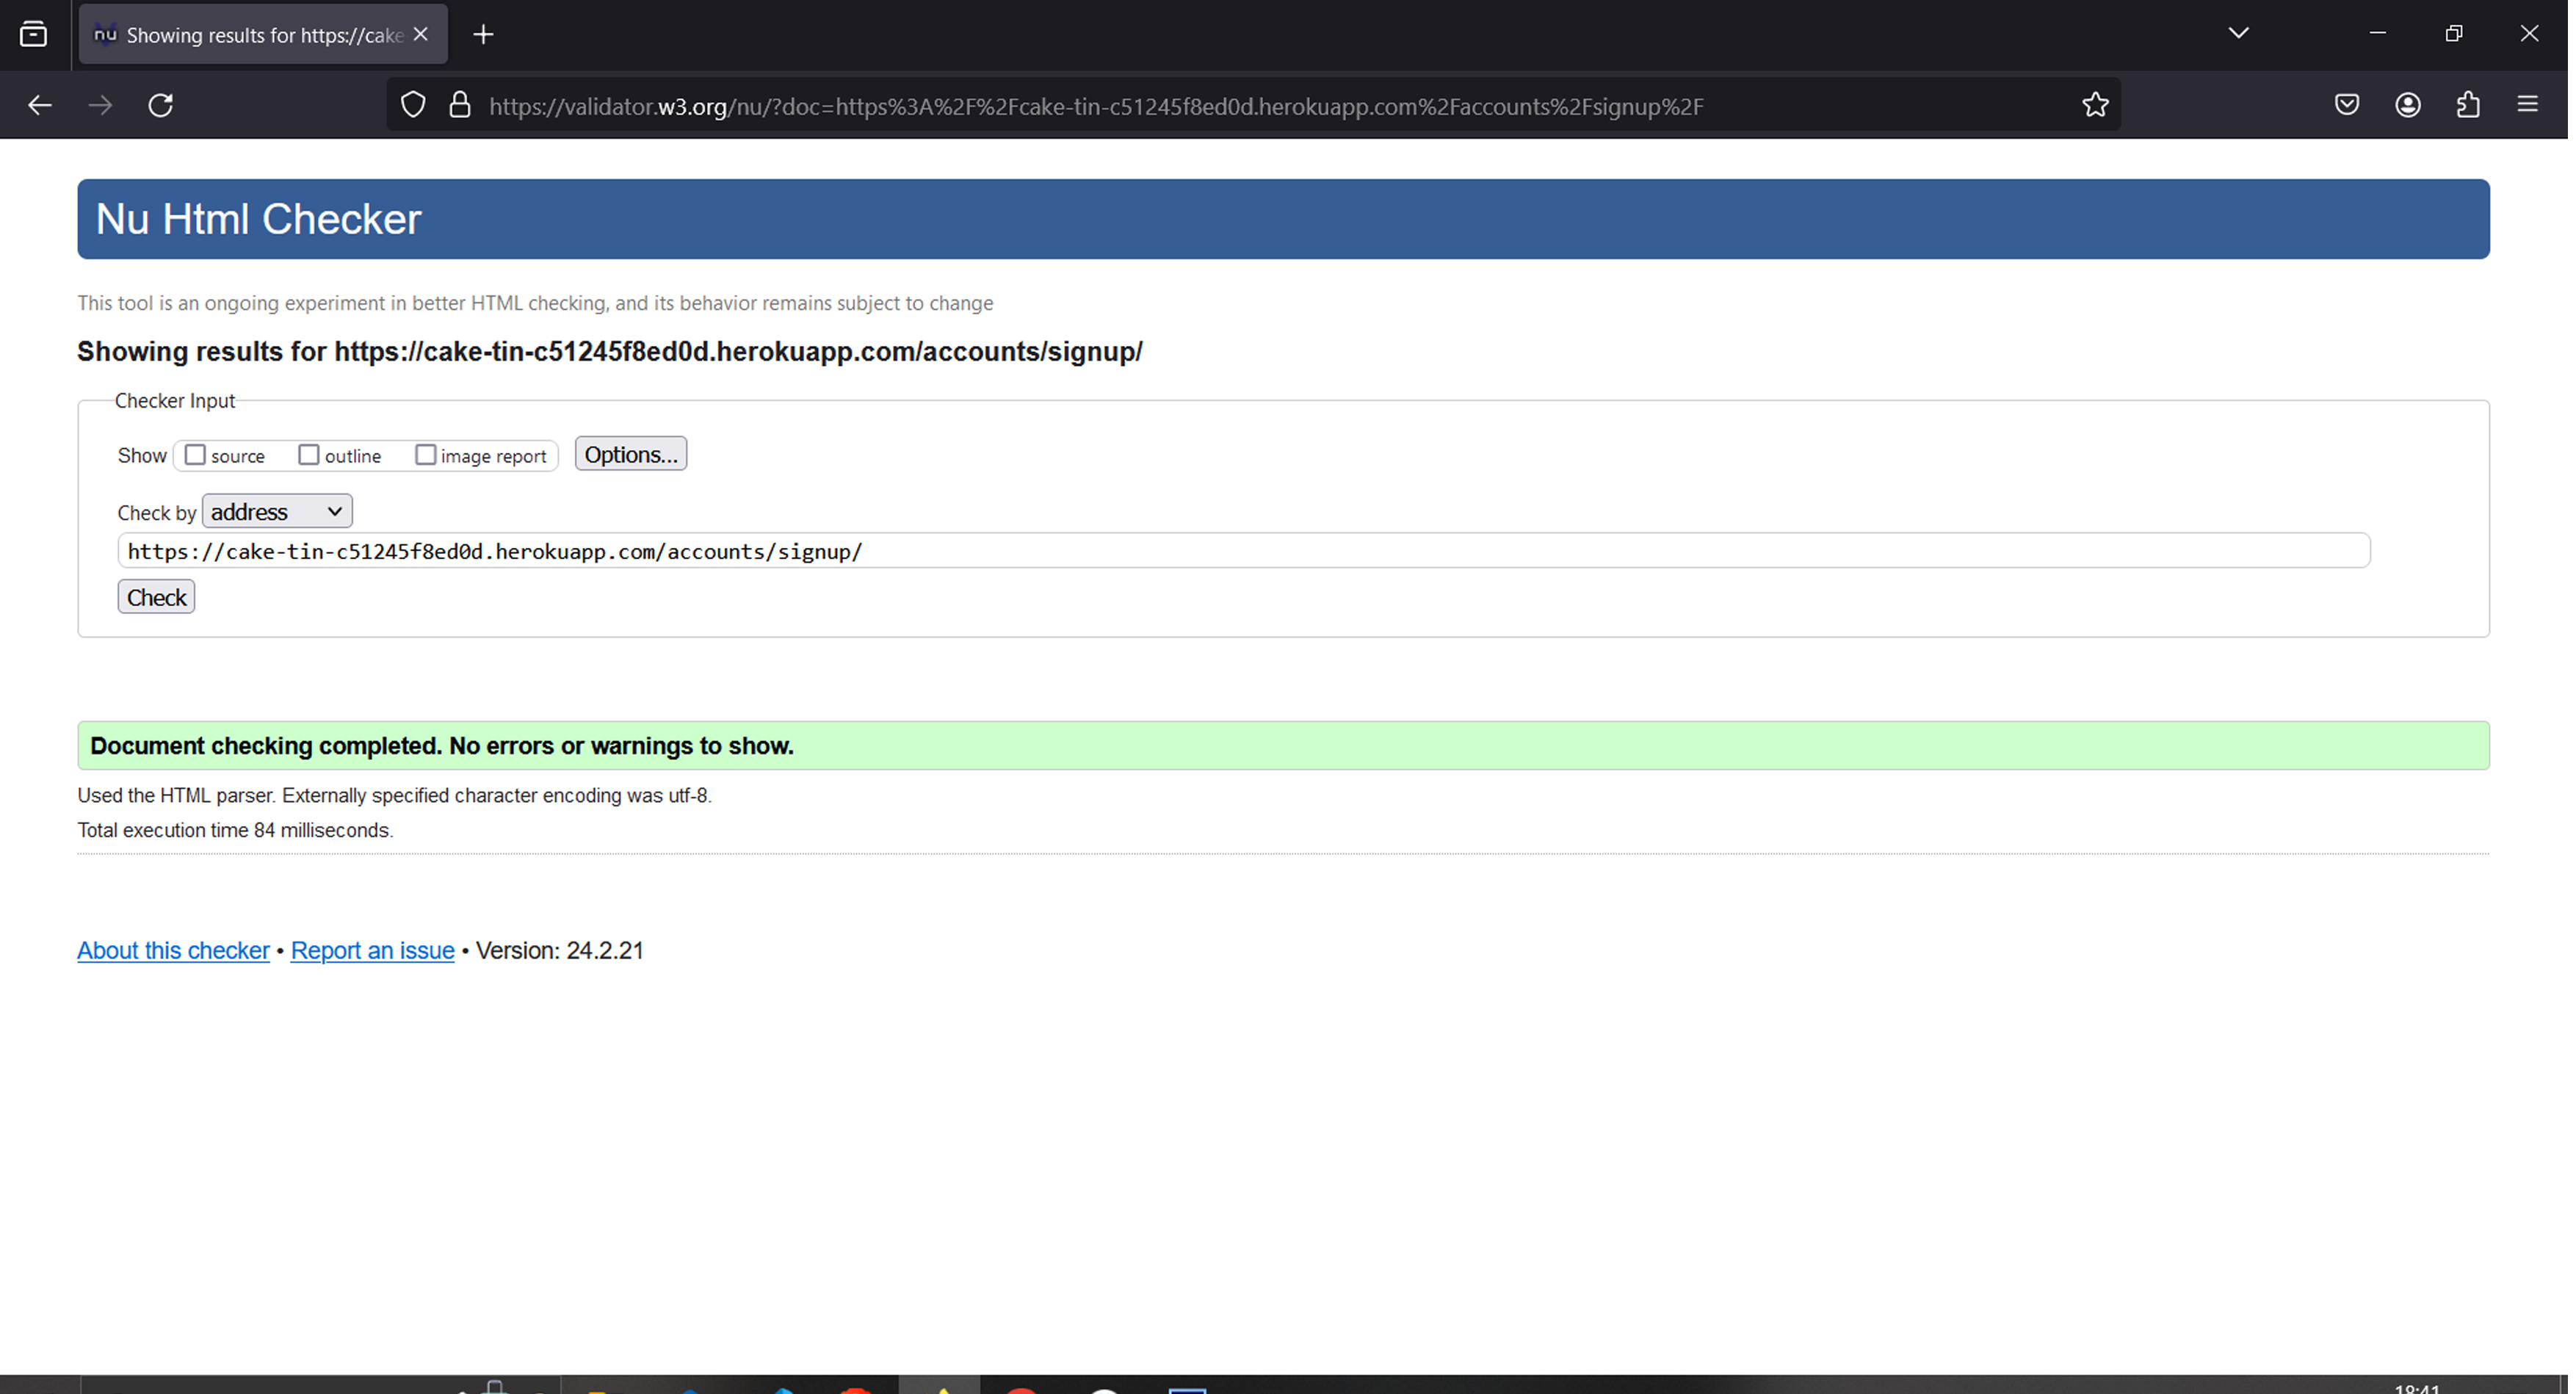 nu Showing results for https://cake
https://validator.w3.org/nu/?doc=https%3A%2F%2Fcake-tin-c51245f8ed0d.herokuapp.com%2Faccounts%2Fsignup%2F
Nu Html Checker
This tool is an ongoing experiment in better HTML checking, and its behavior remains subject to change
Showing results for https://cake-tin-c51245f8ed0d.herokuapp.com/accounts/signup/
Checker Input
Show source outline image report Options...
Check by address
https://cake-tin-c51245f8ed0d.herokuapp.com/accounts/signup/
Check
Document checking completed. No errors or warnings to show.
Used the HTML parser. Externally specified character encoding was utf-8.
Total execution time 84 milliseconds.
About this checker • Report an issue • Version: 24.2.21
18:41